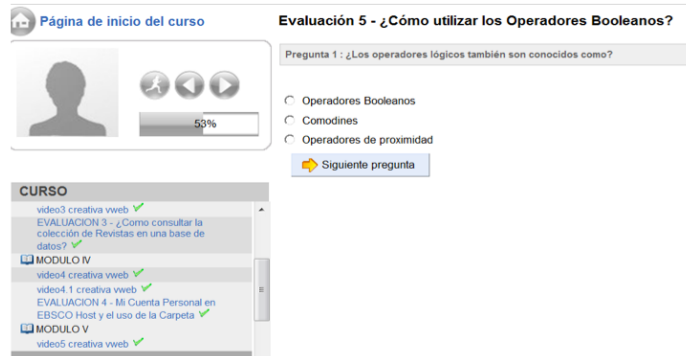 Página de inicio del curso
53%
CURSO
video3 creativa vweb
EVALUACION 3 - ¿Como consultar la
colección de Revistas en una base de
datos?
MODULO IV
video4 creativa vweb
video4.1 creativa vweb
EVALUACION 4 - Mi Cuenta Personal en
EBSCO Host y el uso de la Carpeta
MODULO V
video5 creativa vweb
Evaluación 5 - ¿Cómo utilizar los Operadores Booleanos?
Pregunta 1 : ¿Los operadores lógicos también son conocidos como?
Operadores Booleanos
Comodines
Operadores de proximidad
Siguiente pregunta